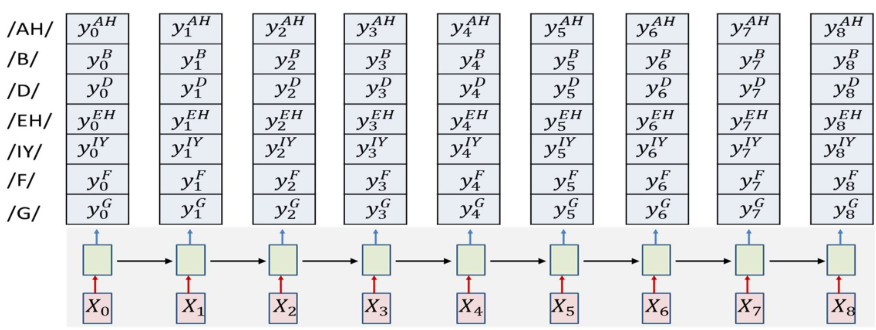 /AH/ y_0^{AH} y_1^{AH} y_2^{AH} y_3^{AH} y_4^{AH} y_5^{AH} y_6^{AH} y_7^{AH} y_8^{AH}
/B/ y_0^B y_1^B y_2^B y_3^B y_4^B y_5^B y_6^B y_7^B y_8^B
/D/ y_0^D y_1^D y_2^D y_3^D y_4^D y_5^D y_6^D y_7^D y_8^D
/EH/ y_0^{EH} y_1^{EH} y_2^{EH} y_3^{EH} y_4^{EH} y_5^{EH} y_6^{EH} y_7^{EH} y_8^{EH}
/IY/ y_0^{IY} y_1^{IY} y_2^{IY} y_3^{IY} y_4^{IY} y_5^{IY} y_6^{IY} y_7^{IY} y_8^{IY}
/F/ y_0^F y_1^F y_2^F y_3^F y_4^F y_5^F y_6^F y_7^F y_8^F
/G/ y_0^G y_1^G y_2^G y_3^G y_4^G y_5^G y_6^G y_7^G y_8^G
X_0 X_1 X_2 X_3 X_4 X_5 X_6 X_7 X_8